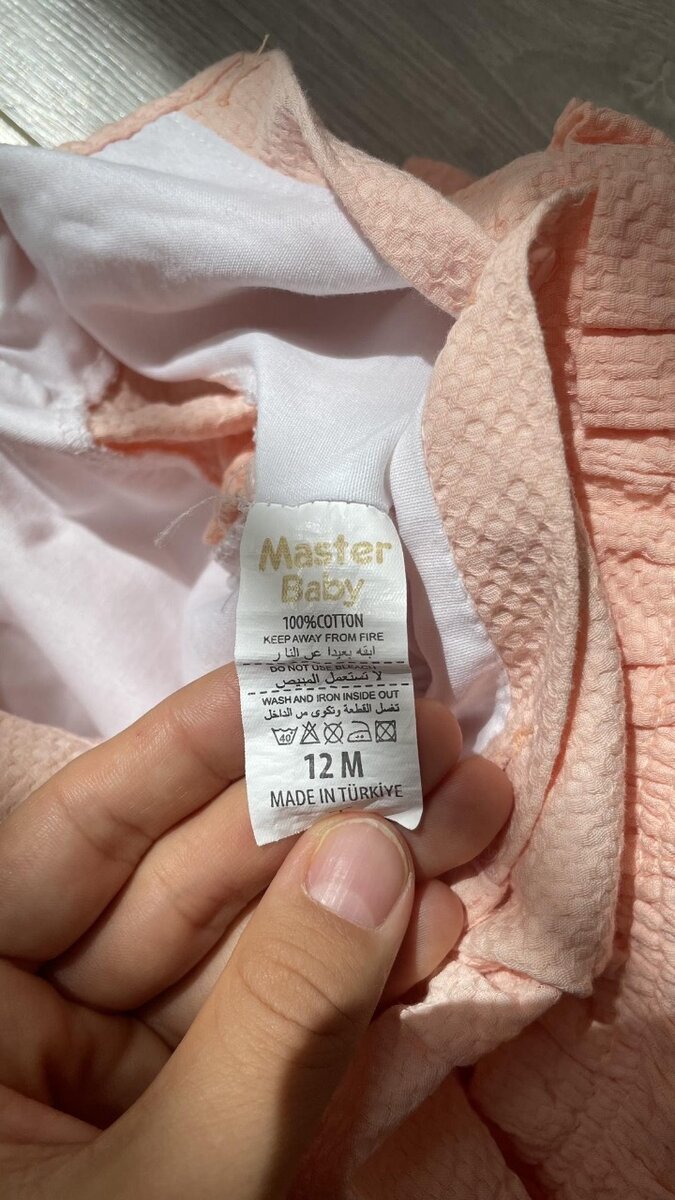 Master
Baby
100%COTTON
KEEP AWAY FROM FIRE
ابقه بعيدا عن النار
DO NOT USE BLEACH
لا تستعمل المبيض
WASH AND IRON INSIDE OUT
تغسل القطعة وتكوى من الداخل
40
12 M
MADE IN TÜRKİYE